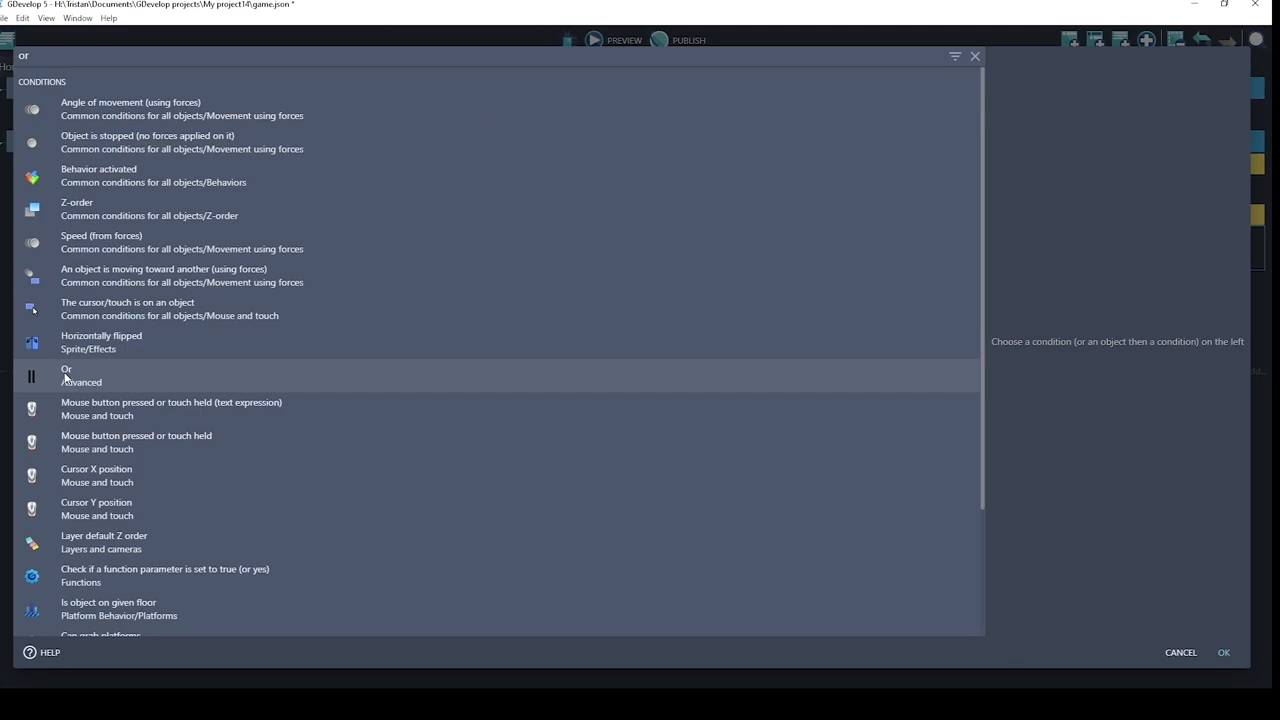 GDevelop 5 - H:\Tristan\Documents\GDevelop projects\My project14\game.json *
ile Edit View Window Help
PREVIEW PUBLISH
or
CONDITIONS
Angle of movement (using forces)
Common conditions for all objects/Movement using forces
Object is stopped (no forces applied on it)
Common conditions for all objects/Movement using forces
Behavior activated
Common conditions for all objects/Behaviors
Z-order
Common conditions for all objects/Z-order
Speed (from forces)
Common conditions for all objects/Movement using forces
An object is moving toward another (using forces)
Common conditions for all objects/Movement using forces
The cursor/touch is on an object
Common conditions for all objects/Mouse and touch
Horizontally flipped
Sprite/Effects
Choose a condition (or an object then a condition) on the left
Or
Advanced
Mouse button pressed or touch held (text expression)
Mouse and touch
Mouse button pressed or touch held
Mouse and touch
Cursor X position
Mouse and touch
Cursor Y position
Mouse and touch
Layer default Z order
Layers and cameras
Check if a function parameter is set to true (or yes)
Functions
Is object on given floor
Platform Behavior/Platforms
Can grab platforms
HELP
CANCEL OK